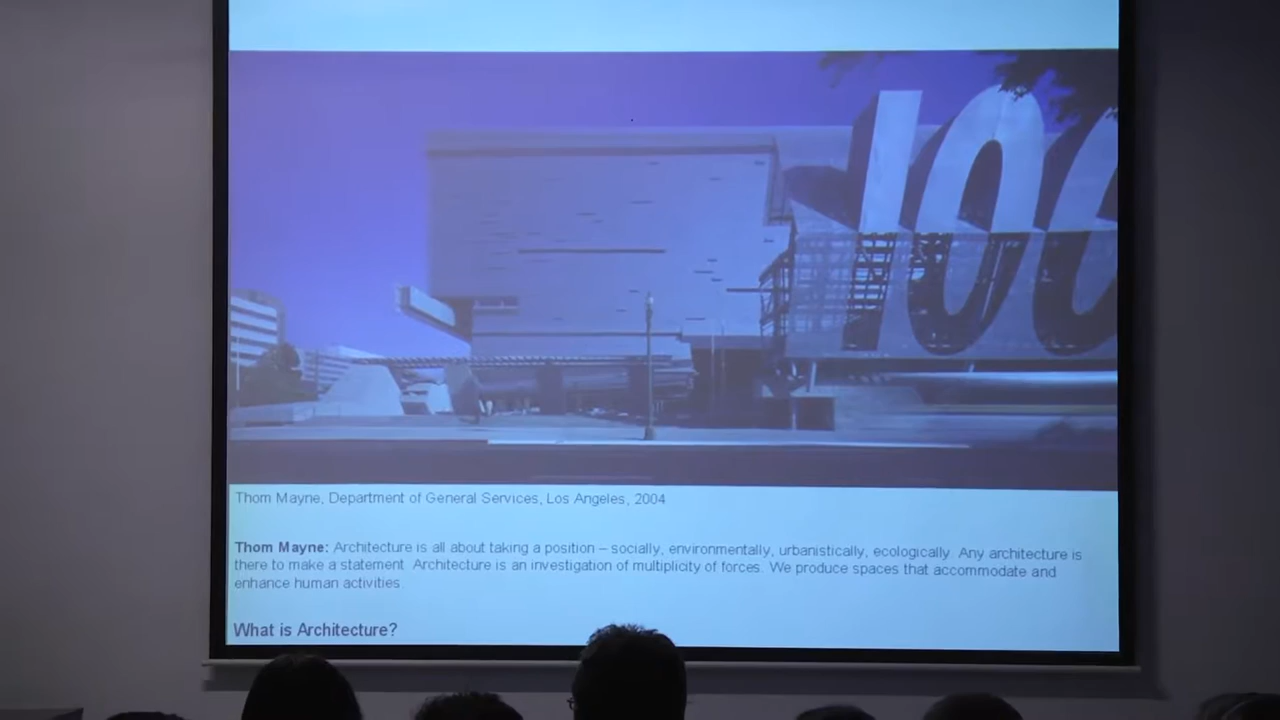 100
Thom Mayne, Department of General Services, Los Angeles, 2004
Thom Mayne: Architecture is all about taking a position – socially, environmentally, urbanistically, ecologically. Any architecture is
there to make a statement. Architecture is an investigation of multiplicity of forces. We produce spaces that accommodate and
enhance human activities.
What is Architecture?